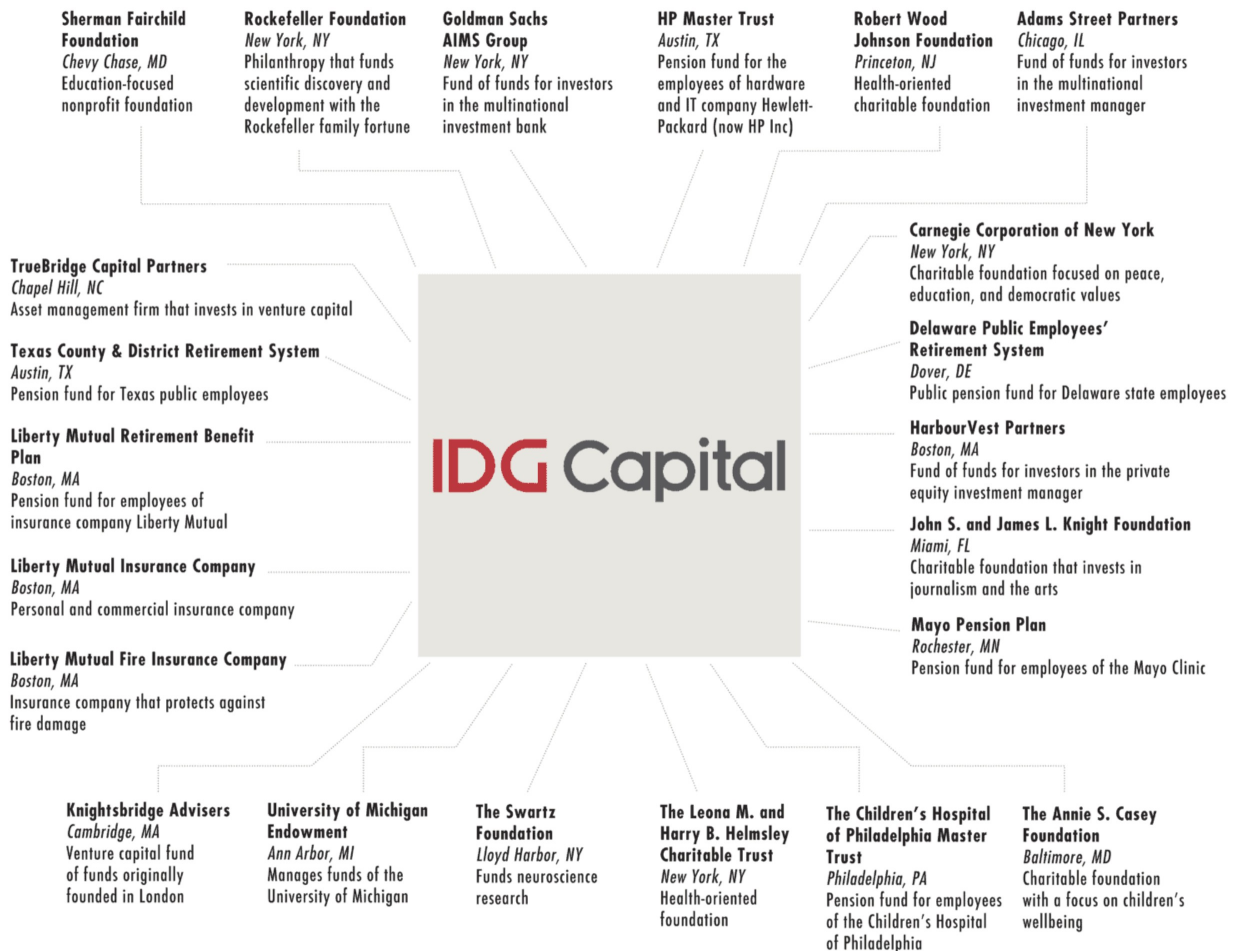 Sherman Fairchild
Foundation
Chevy Chase, MD
Education-focused
nonprofit foundation
Rockefeller Foundation
New York, NY
Philanthropy that funds
scientific discovery and
development with the
Rockefeller family fortune
Goldman Sachs
AIMS Group
New York, NY
Fund of funds for investors
in the multinational
investment bank
HP Master Trust
Austin, TX
Pension fund for the
employees of hardware
and IT company Hewlett-
Packard (now HP Inc)
Robert Wood
Johnson Foundation
Princeton, NJ
Health-oriented
charitable foundation
Adams Street Partners
Chicago, IL
Fund of funds for investors
in the multinational
investment manager
TrueBridge Capital Partners
Chapel Hill, NC
Asset management firm that invests in venture capital
Texas County & District Retirement System
Austin, TX
Pension fund for Texas public employees
Liberty Mutual Retirement Benefit
Plan
Boston, MA
Pension fund for employees of
insurance company Liberty Mutual
Liberty Mutual Insurance Company
Boston, MA
Personal and commercial insurance company
Liberty Mutual Fire Insurance Company
Boston, MA
Insurance company that protects against
fire damage
IDG Capital
Carnegie Corporation of New York
New York, NY
Charitable foundation focused on peace,
education, and democratic values
Delaware Public Employees'
Retirement System
Dover, DE
Public pension fund for Delaware state employees
HarbourVest Partners
Boston, MA
Fund of funds for investors in the private
equity investment manager
John S. and James L. Knight Foundation
Miami, FL
Charitable foundation that invests in
journalism and the arts
Mayo Pension Plan
Rochester, MN
Pension fund for employees of the Mayo Clinic
Knightsbridge Advisers
Cambridge, MA
Venture capital fund
of funds originally
founded in London
University of Michigan
Endowment
Ann Arbor, MI
Manages funds of the
University of Michigan
The Swartz
Foundation
Lloyd Harbor, NY
Funds neuroscience
research
The Leona M. and
Harry B. Helmsley
Charitable Trust
New York, NY
Health-oriented
foundation
The Children's Hospital
of Philadelphia Master
Trust
Philadelphia, PA
Pension fund for employees
of the Children's Hospital
of Philadelphia
The Annie S. Casey
Foundation
Baltimore, MD
Charitable foundation
with a focus on children's
wellbeing